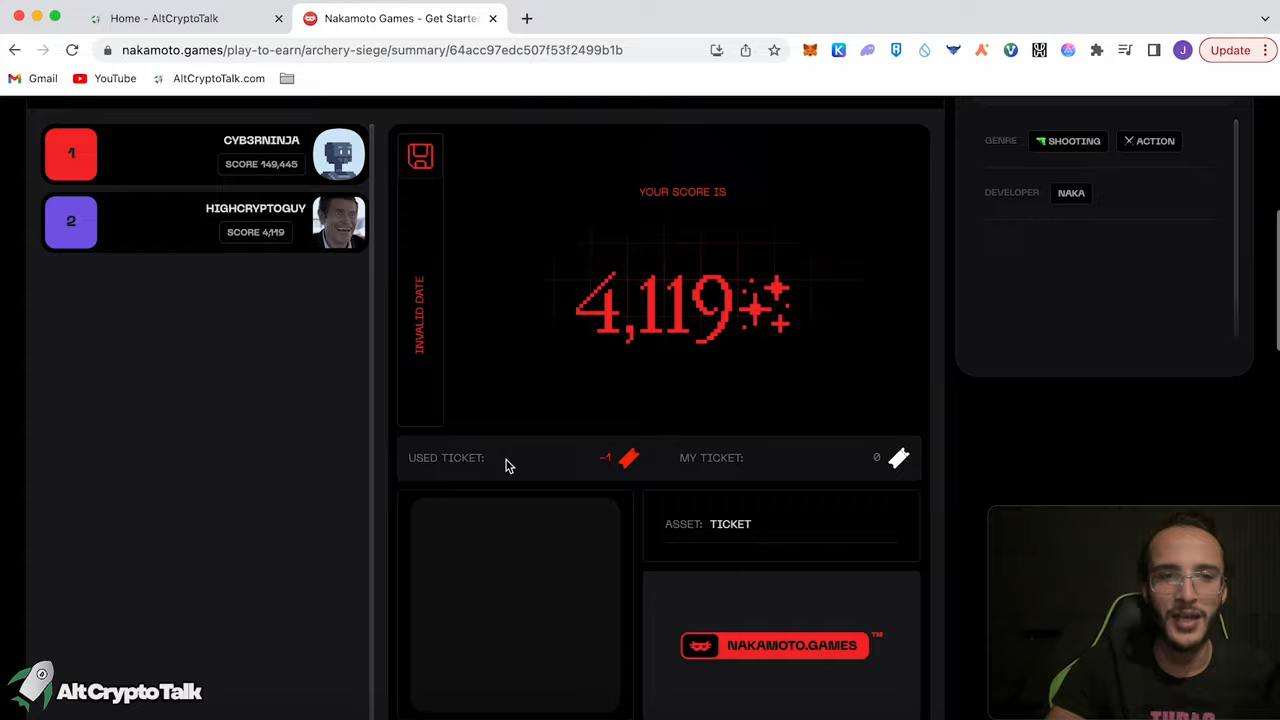 Home - AltCryptoTalk
Nakamoto Games - Get Starte
nakamoto.games/play-to-earn/archery-siege/summary/64acc97edc507f53f2499b1b
J
Update
Gmail
YouTube
AltCryptoTalk.com
1
CYB3RNINJA
SCORE 149,445
2
HIGHCRYPTOGUY
SCORE 4,119
INVALID DATE
YOUR SCORE IS
4,119
USED TICKET:
-1
MY TICKET:
0
ASSET: TICKET
NAKAMOTO.GAMES
TM
GENRE
SHOOTING
ACTION
DEVELOPER
NAKA
AltCryptoTalk